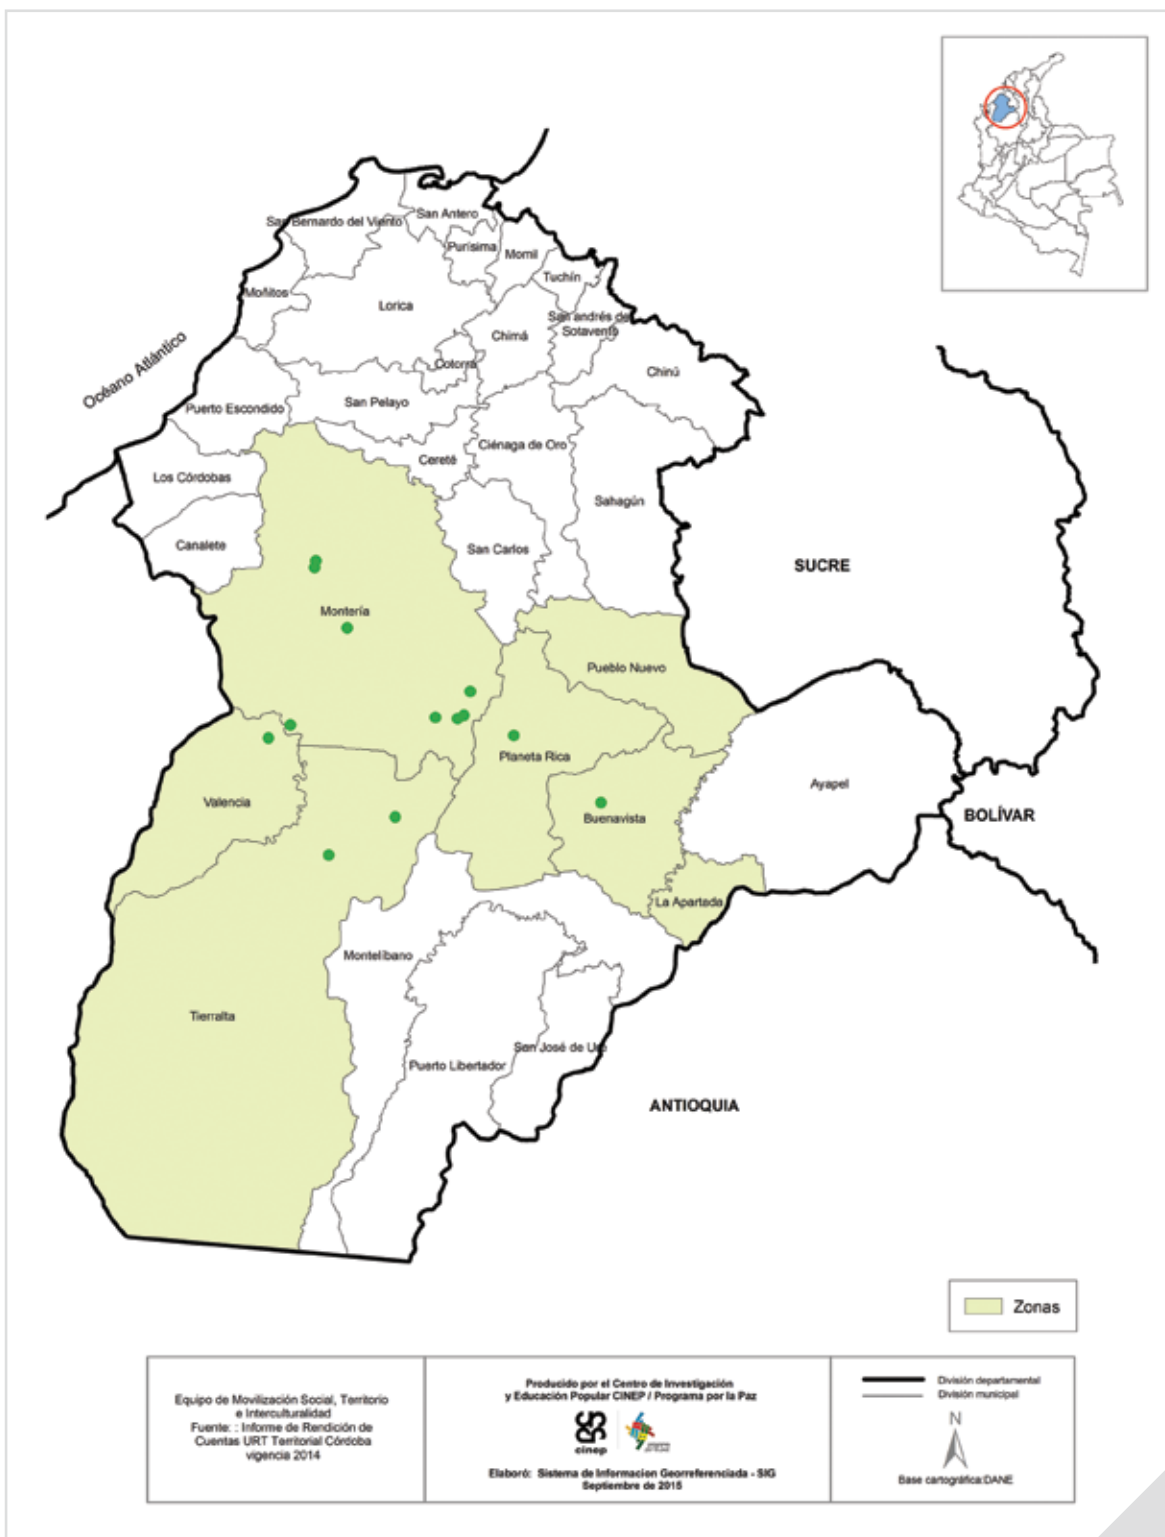 San Bernardo del Viento
San Antero
Purísima
Momil
Moñitos
Tuchín
Lorica
San andrés de
Sotavento
Chimá
Océano Atlántico
Cotorra
Chinú
Puerto Escondido
San Pelayo
Ciénaga de Oro
Cereté
Los Córdobas
Sahagún
Canalete
San Carlos
SUCRE
Montería
Pueblo Nuevo
Planeta Rica
Ayapel
Valencia
Buenavista
BOLÍVAR
La Apartada
Montelíbano
Tierralta
San José de Ure
Puerto Libertador
ANTIOQUIA
Zonas
Equipo de Movilización Social, Territorio
e Interculturalidad
Fuente: : Informe de Rendición de
Cuentas URT Territorial Córdoba
vigencia 2014
Producido por el Centro de Investigación
y Educación Popular CINEP / Programa por la Paz
cinep
Elaboró: Sistema de Informacion Georreferenciada - SIG
Septiembre de 2015
División departamental
División municipal
N
Base cartográfica:DANE